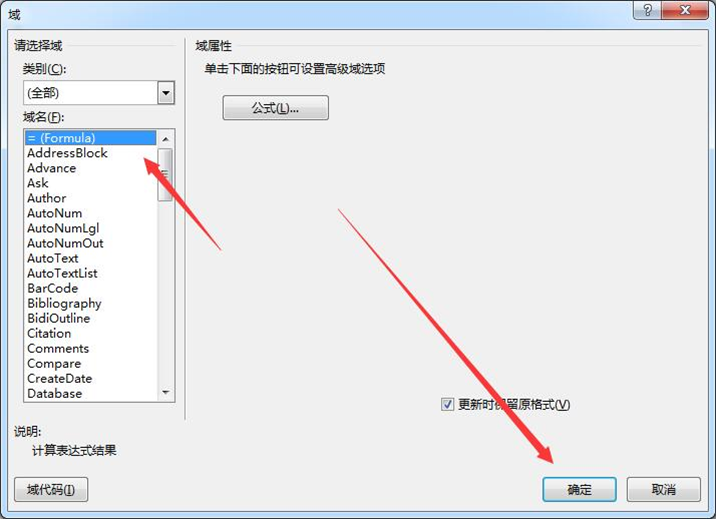 域
请选择域
类别(C):
(全部)
域名(F):
= (Formula)
AddressBlock
Advance
Ask
Author
AutoNum
AutoNumLgl
AutoNumOut
AutoText
AutoTextList
BarCode
Bibliography
BidiOutline
Citation
Comments
Compare
CreateDate
Database
域属性
单击下面的按钮可设置高级域选项
公式(L)...
更新时保留原格式(V)
说明:
计算表达式结果
域代码(I)
确定
取消